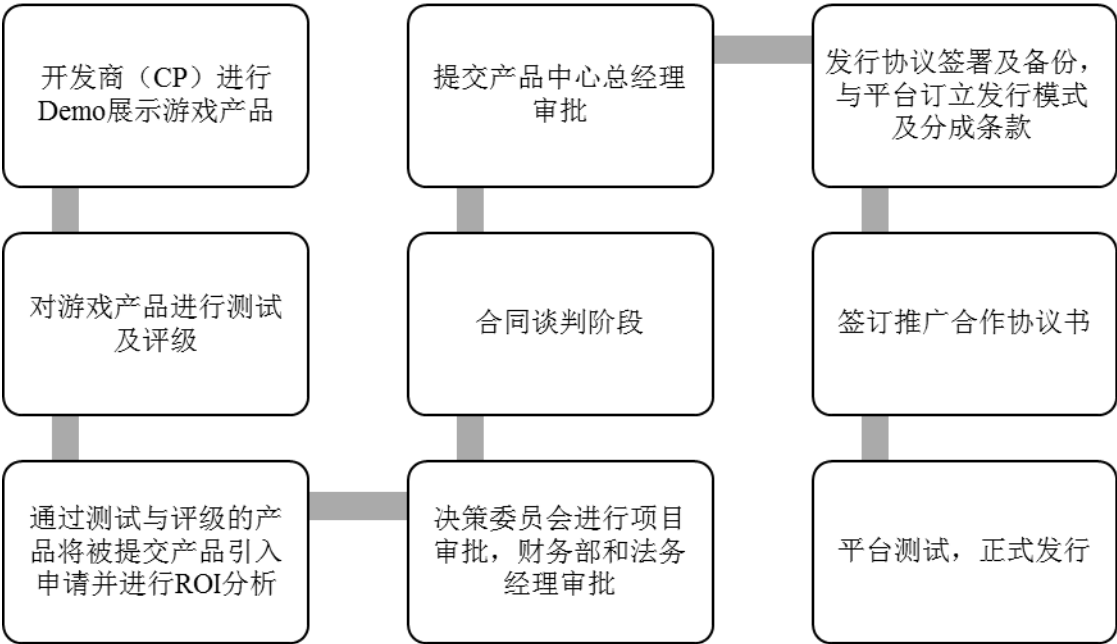 开发商（CP）进行
Demo展示游戏产品
对游戏产品进行测试
及评级
通过测试与评级的产
品将被提交产品引入
申请并进行ROI分析
决策委员会进行项目
审批，财务部和法务
经理审批
合同谈判阶段
提交产品中心总经理
审批
发行协议签署及备份，
与平台订立发行模式
及分成条款
签订推广合作协议书
平台测试，正式发行